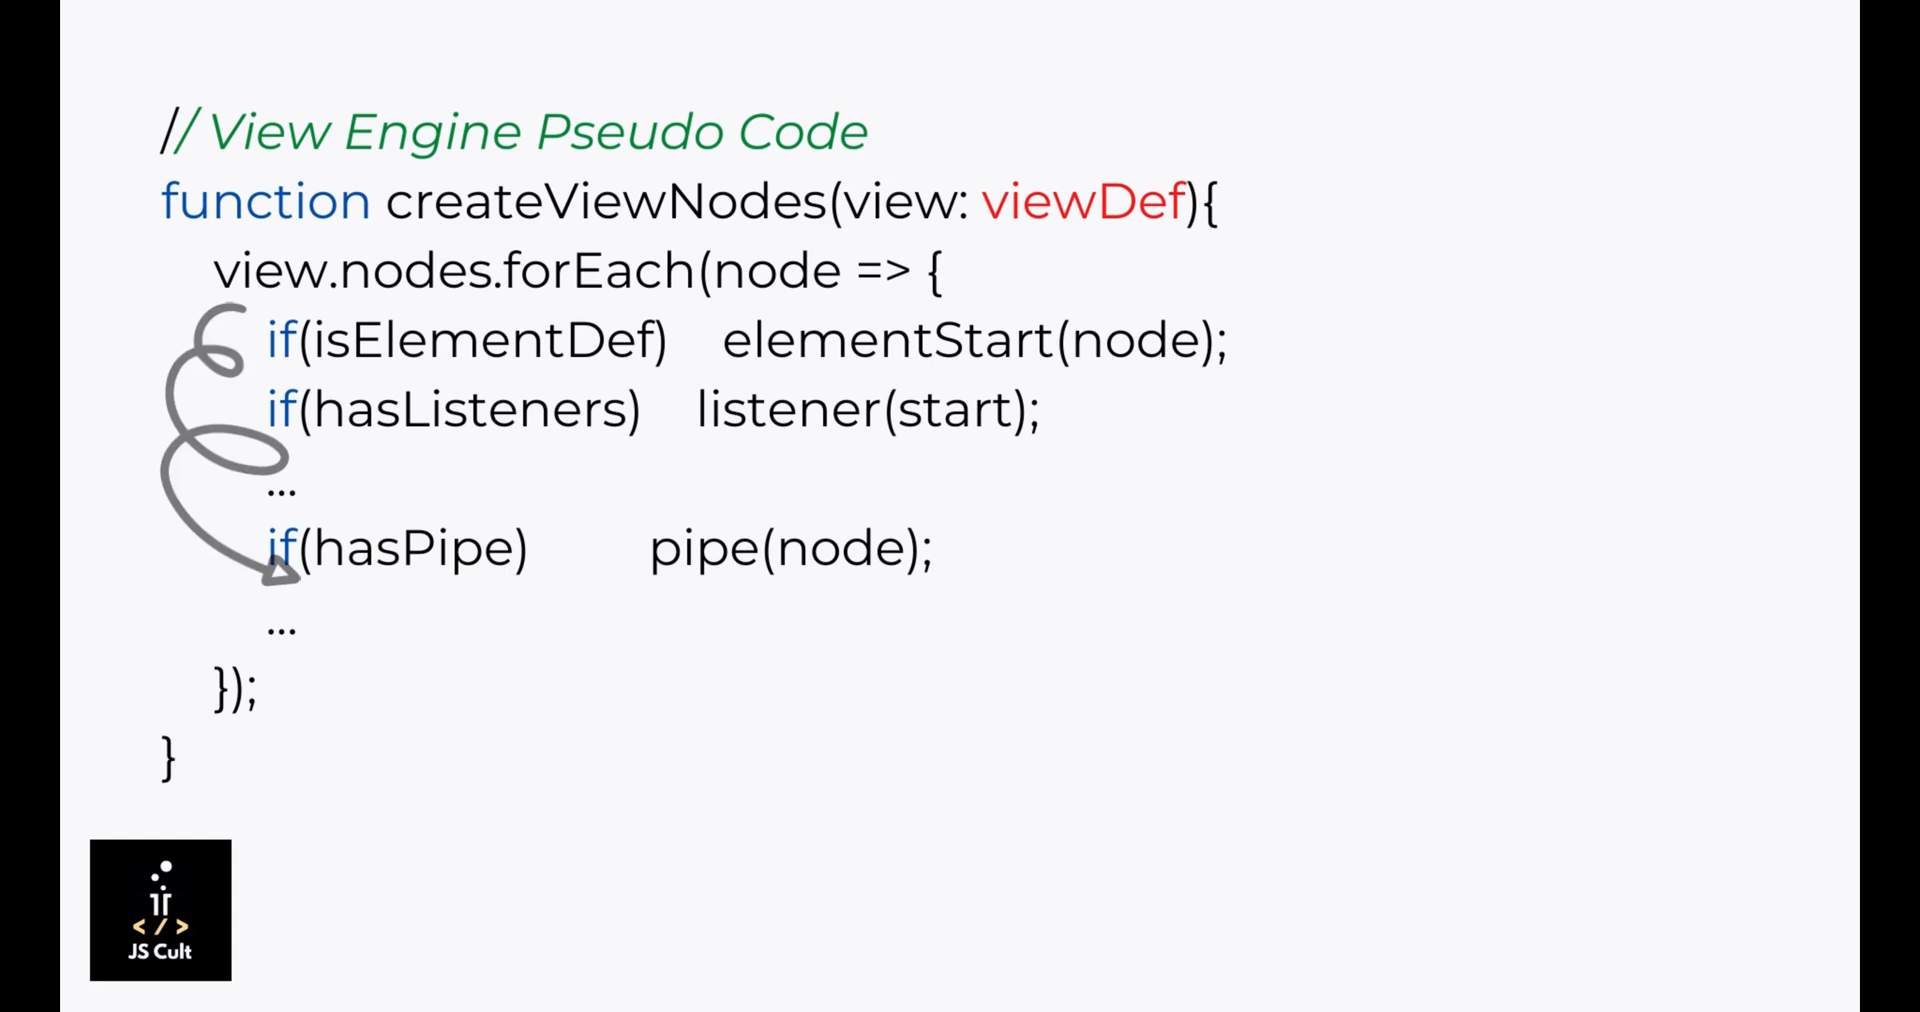 // View Engine Pseudo Code
function createViewNodes(view: viewDef){
view.nodes.forEach(node => {
if(isElementDef) elementStart(node);
if(hasListeners) listener(start);
...
if(hasPipe) pipe(node);
...
});
}
</>
JS Cult